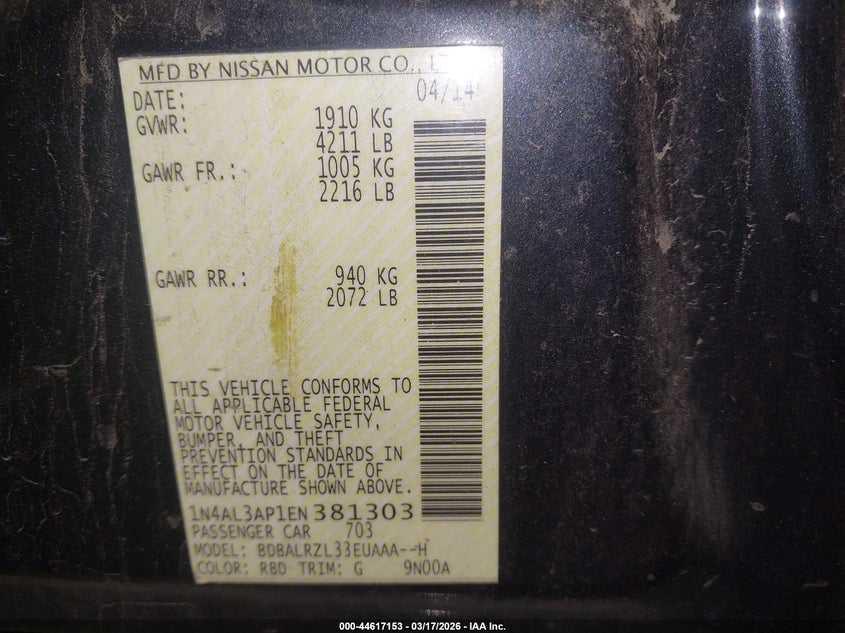 MFD BY NISSAN MOTOR CO., L
DATE: 04/14
GVWR: 1910 KG
4211 LB
GAWR FR.: 1005 KG
2216 LB
GAWR RR.: 940 KG
2072 LB
THIS VEHICLE CONFORMS TO
ALL APPLICABLE FEDERAL
MOTOR VEHICLE SAFETY,
BUMPER, AND THEFT
PREVENTION STANDARDS IN
EFFECT ON THE DATE OF
MANUFACTURE SHOWN ABOVE.
1N4AL3AP1EN381303
PASSENGER CAR 703
MODEL: BDBALRZL33EUAAA--H
COLOR: RBD TRIM: G 9N00A
000-44617153 - 03/17/2026 - IAA Inc.